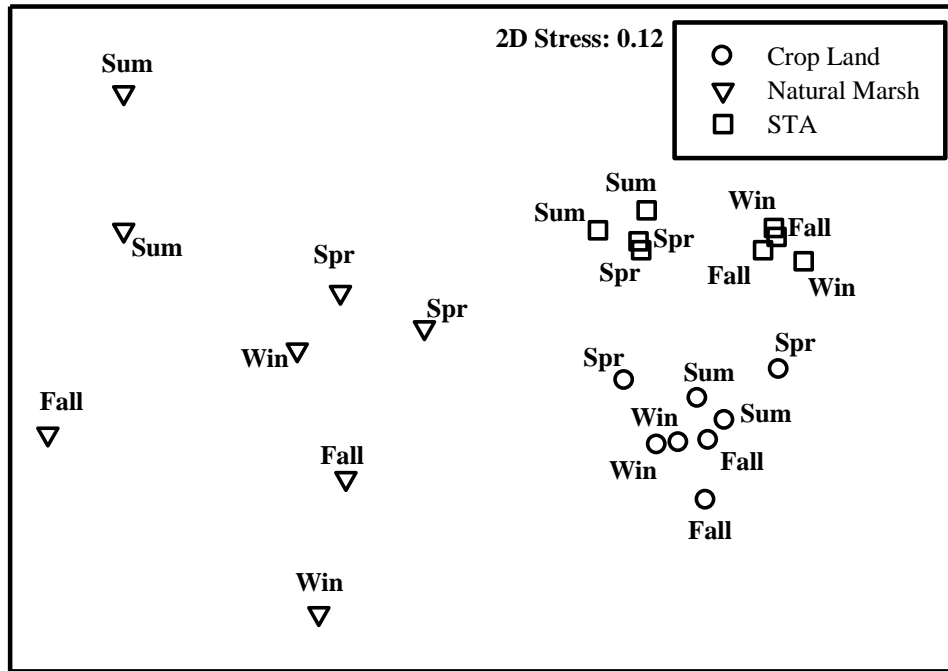 2D Stress: 0.12
Crop Land
Natural Marsh
STA
Sum
Sum
Sum
Sum
Win
Fall
Spr
Spr
Spr
Fall
Win
Spr
Win
Spr
Spr
Sum
Fall
Win
Sum
Fall
Win
Fall
Fall
Win